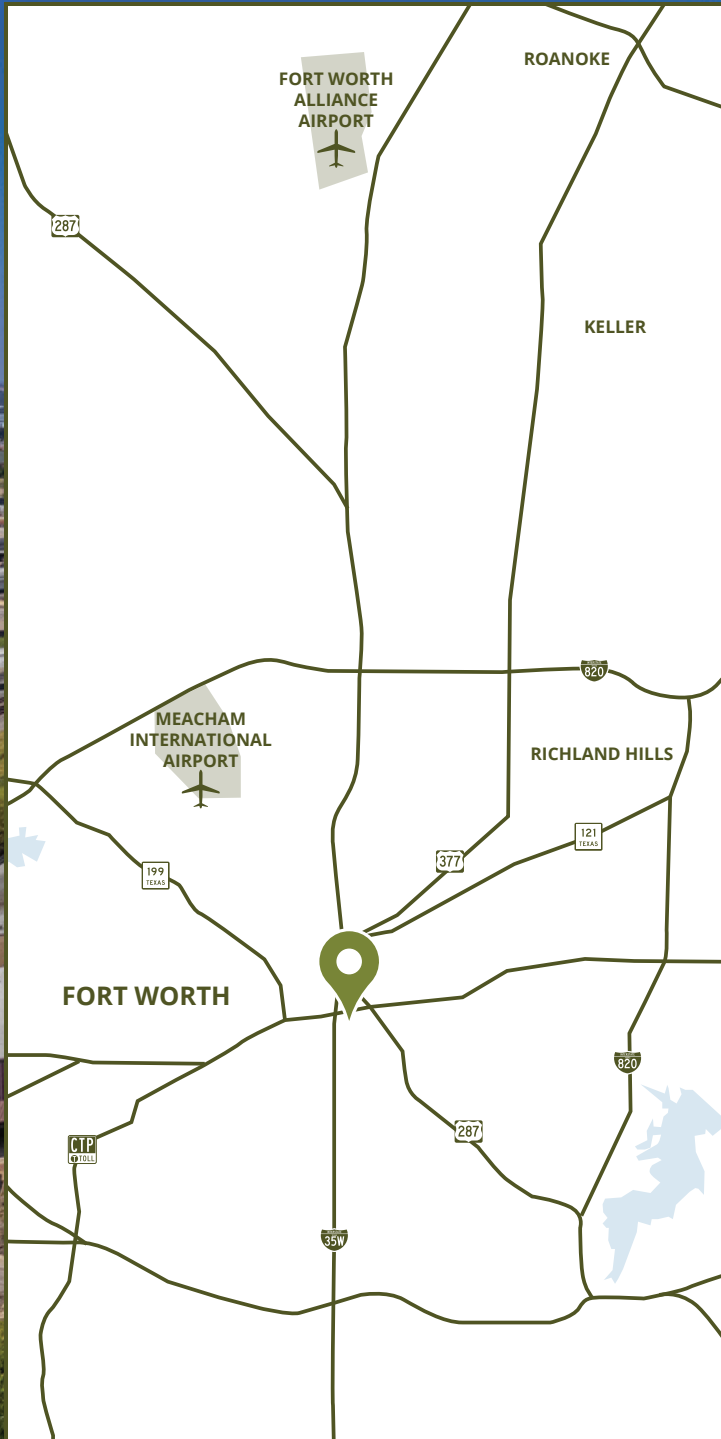 ROANOKE
FORT WORTH
ALLIANCE
AIRPORT
287
KELLER
820
MEACHAM
INTERNATIONAL
AIRPORT
RICHLAND HILLS
121
TEXAS
377
199
TEXAS
FORT WORTH
820
287
CTP
T TOLL
35W